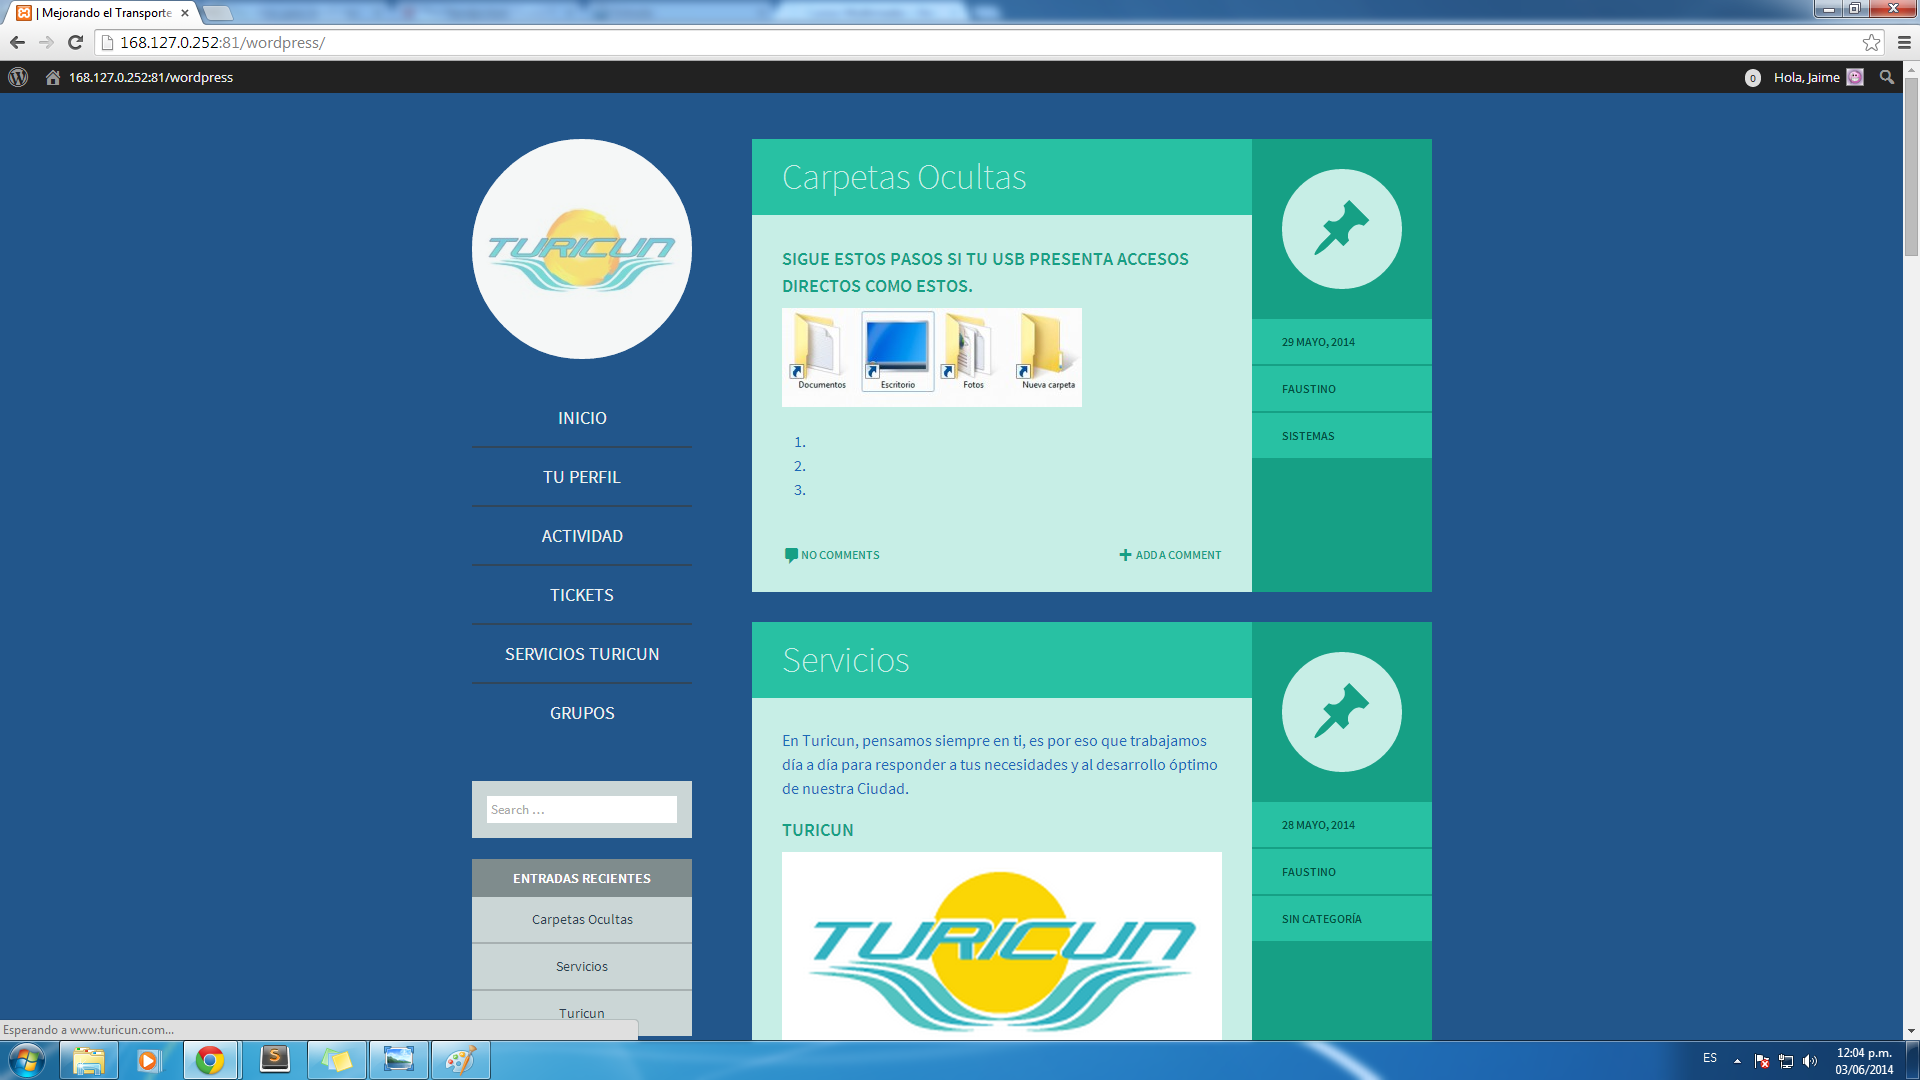 | Mejorando el Transporte
168.127.0.252:81/wordpress/
168.127.0.252:81/wordpress
0
Hola, Jaime
TURICUN
INICIO
TU PERFIL
ACTIVIDAD
TICKETS
SERVICIOS TURICUN
GRUPOS
Search …
ENTRADAS RECIENTES
Carpetas Ocultas
Servicios
Turicun
Carpetas Ocultas
SIGUE ESTOS PASOS SI TU USB PRESENTA ACCESOS
DIRECTOS COMO ESTOS.
Documentos Escritorio Fotos Nueva carpeta
1.
2.
3.
NO COMMENTS ADD A COMMENT
29 MAYO, 2014
FAUSTINO
SISTEMAS
Servicios
En Turicun, pensamos siempre en ti, es por eso que trabajamos
día a día para responder a tus necesidades y al desarrollo óptimo
de nuestra Ciudad.
TURICUN
TURICUN
28 MAYO, 2014
FAUSTINO
SIN CATEGORÍA
Esperando a www.turicun.com...
ES
12:04 p.m.
03/06/2014